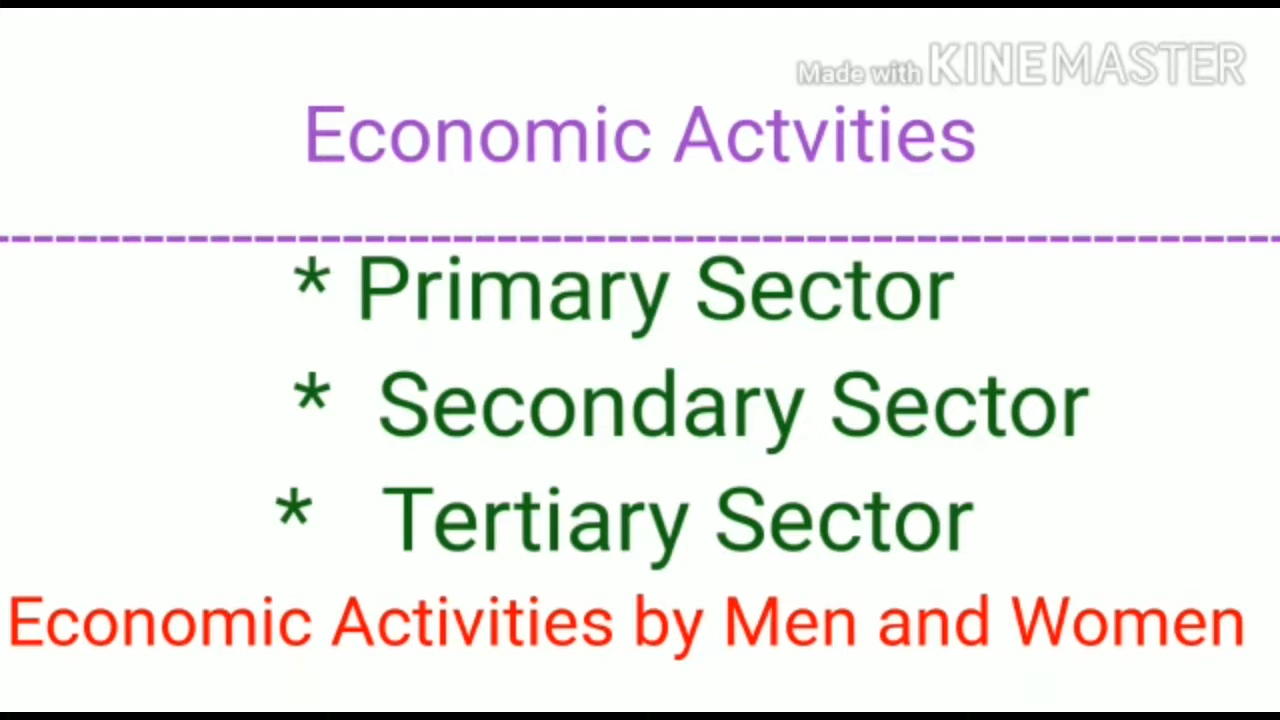 Made with KINEMASTER
Economic Actvities
* Primary Sector
* Secondary Sector
* Tertiary Sector
Economic Activities by Men and Women